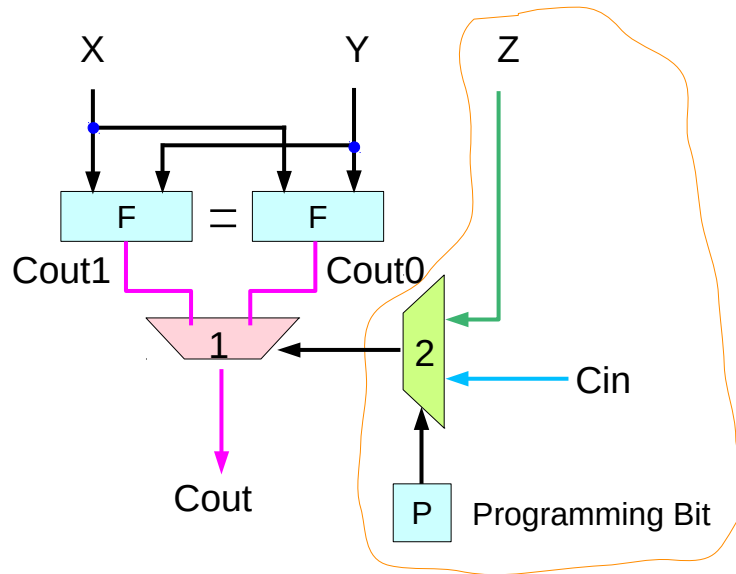 X
Y
Z
F
=
F
Cout1
Cout0
1
2
Cin
Cout
P
Programming Bit